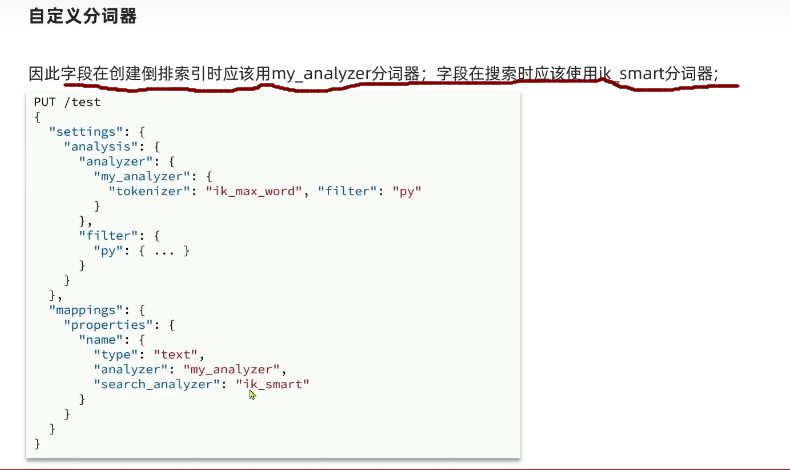 自定义分词器
因此字段在创建倒排索引时应该用my_analyzer分词器；字段在搜索时应该使用ik_smart分词器；
PUT /test
{
  "settings": {
    "analysis": {
      "analyzer": {
        "my_analyzer": {
          "tokenizer": "ik_max_word", "filter": "py"
        }
      },
      "filter": {
        "py": { ... }
      }
    }
  },
  "mappings": {
    "properties": {
      "name": {
        "type": "text",
        "analyzer": "my_analyzer",
        "search_analyzer": "ik_smart"
      }
    }
  }
}